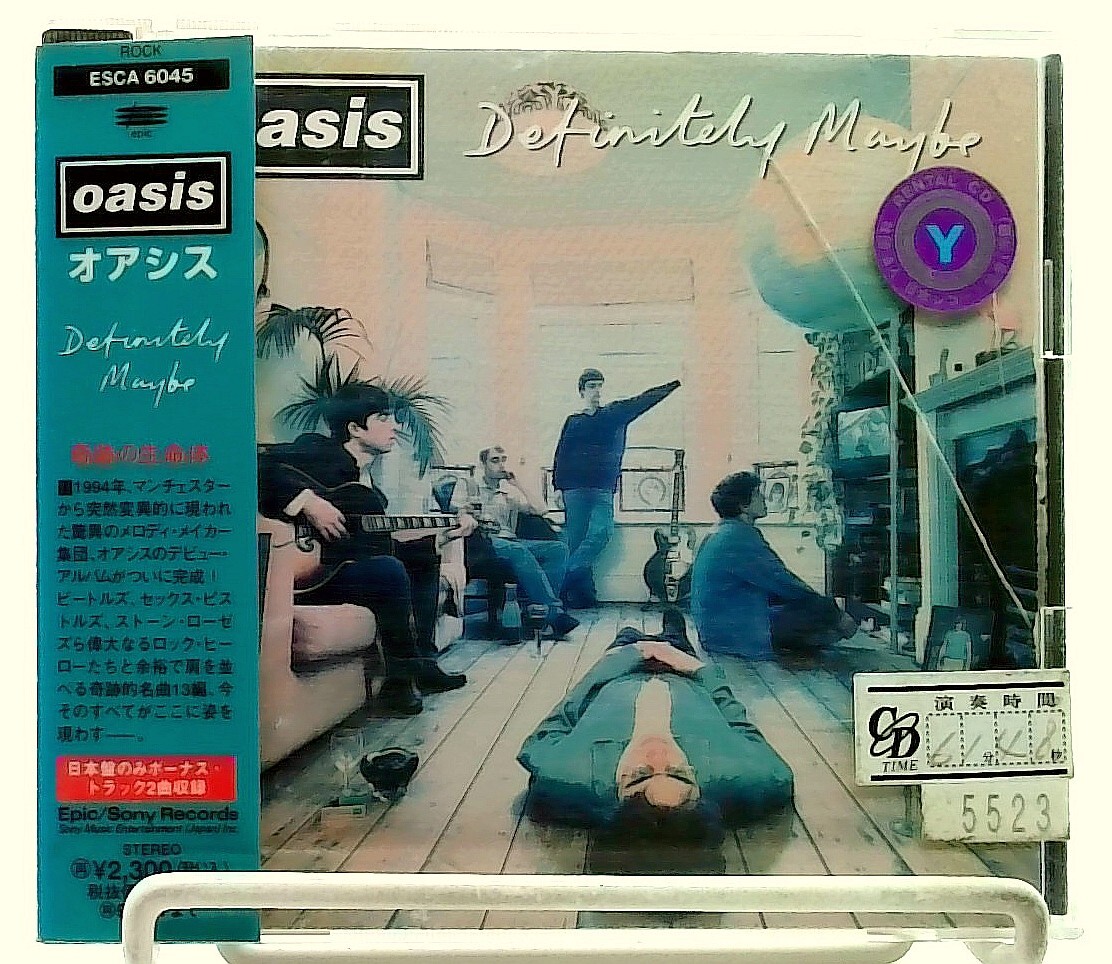 ROCK
ESCA 6045
epic
oasis
オアシス
Definitely
Maybe
1994年、マンチェスター
から突然変異的に現われ
た驚異のメロディ・メイカー
集団、オアシスのデビュー・
アルバムがついに完成!
ビートルズ、セックス・ピス
トルズ、ストーン・ローゼ
ズら偉大なるロック・ヒー
ローたちと余裕で肩を並
べる奇跡的名曲13編、今
そのすべてがここに姿を
現わす——。
日本盤のみボーナス・
トラック2曲収録
Epic/Sony Records
Sony Music Entertainment (Japan) Inc.
STEREO
¥2,300
税抜
asis
Definitely Maybe
RENTAL CD
Y
演奏時間
CB
TIME
61分48秒
5523